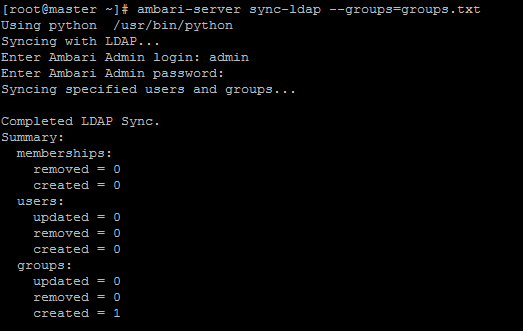 [root@master ~]# ambari-server sync-ldap --groups=groups.txt
Using python  /usr/bin/python
Syncing with LDAP...
Enter Ambari Admin login: admin
Enter Ambari Admin password:
Syncing specified users and groups...

Completed LDAP Sync.
Summary:
  memberships:
    removed = 0
    created = 0
  users:
    updated = 0
    removed = 0
    created = 0
  groups:
    updated = 0
    removed = 0
    created = 1